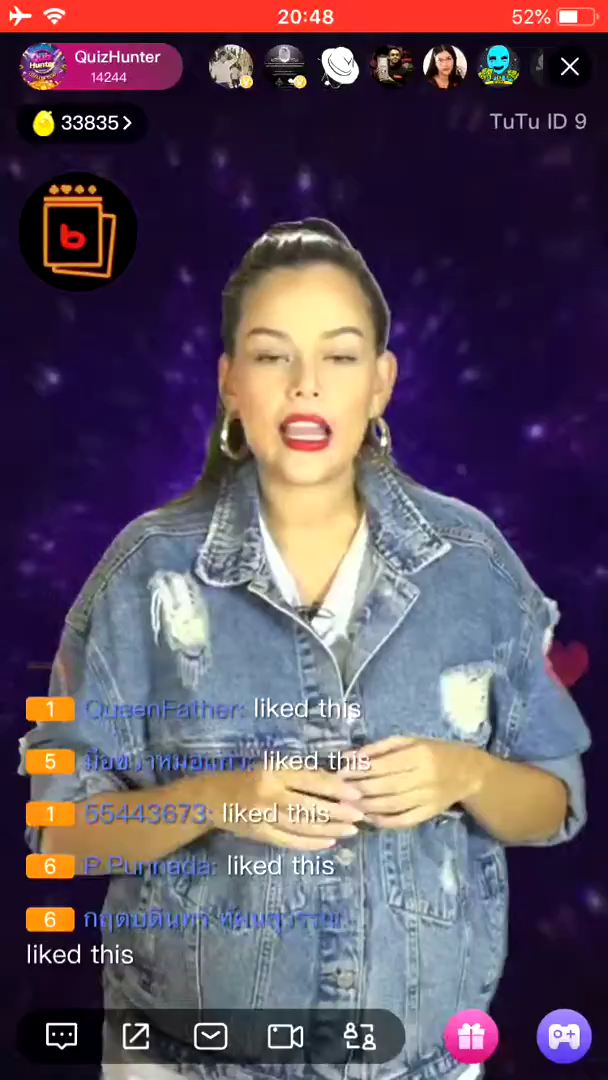 20:48
52%
QuizHunter
14244
33835
TuTu ID 9
b
1 QueenFather: liked this
5 liked this
1 55443673: liked this
6 P.Punnada: liked this
6
liked this